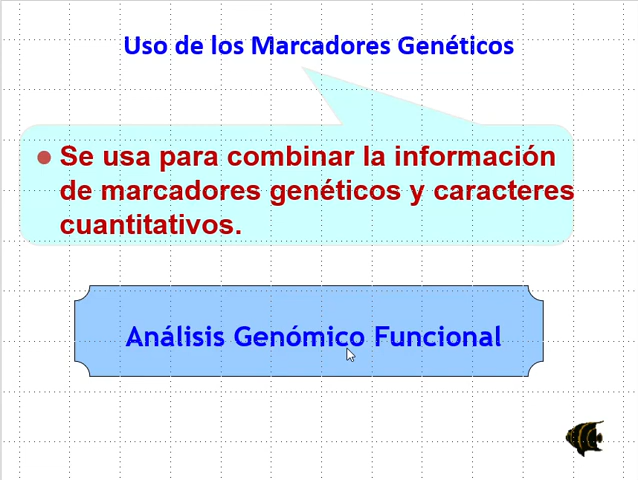 Uso de los Marcadores Genéticos
Se usa para combinar la información
de marcadores genéticos y caracteres
cuantitativos.
Análisis Genómico Funcional